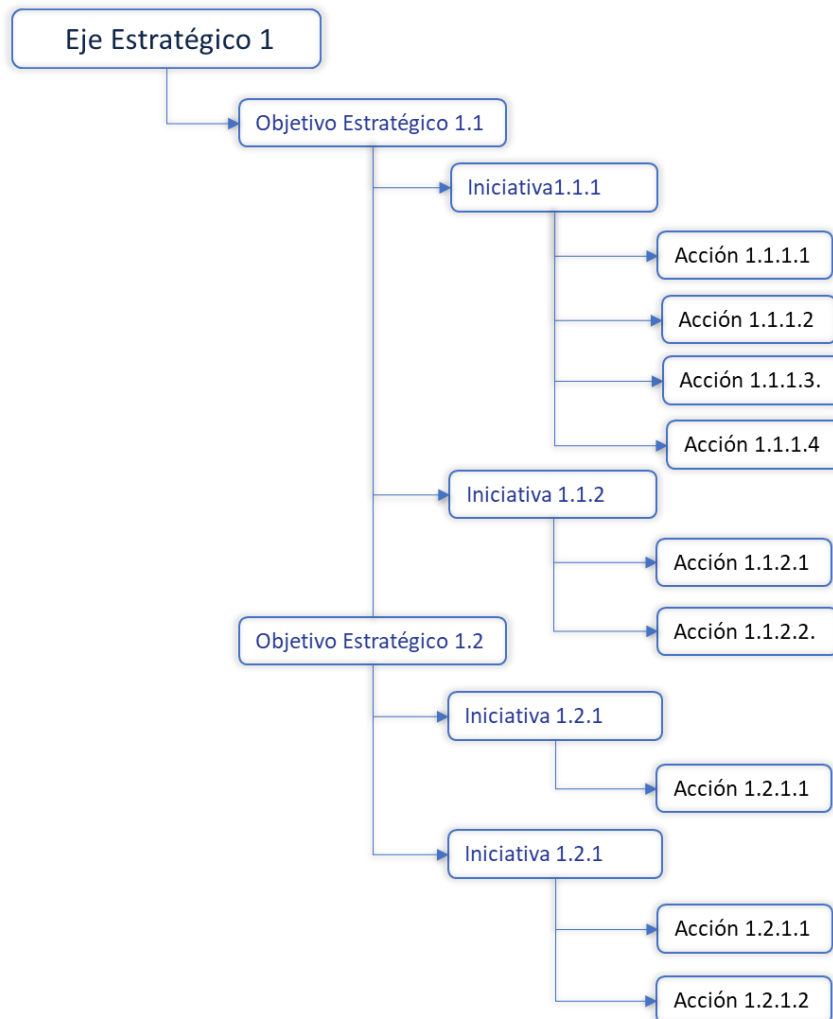 Eje Estratégico 1
Objetivo Estratégico 1.1
Iniciativa1.1.1
Acción 1.1.1.1
Acción 1.1.1.2
Acción 1.1.1.3.
Acción 1.1.1.4
Iniciativa 1.1.2
Acción 1.1.2.1
Acción 1.1.2.2.
Objetivo Estratégico 1.2
Iniciativa 1.2.1
Acción 1.2.1.1
Iniciativa 1.2.1
Acción 1.2.1.1
Acción 1.2.1.2